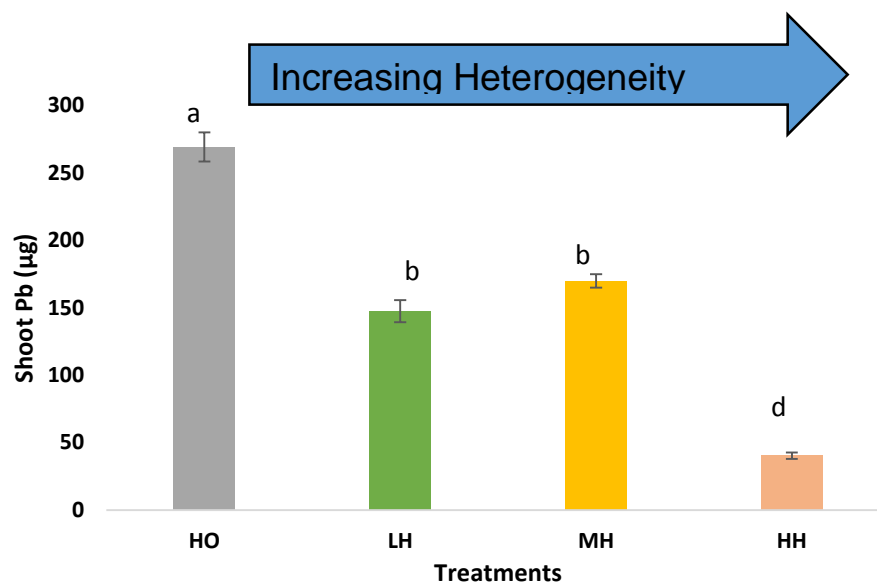 Increasing Heterogeneity
300
250
200
150
100
50
0
Shoot Pb (µg)
a
b
b
d
HO LH MH HH
Treatments